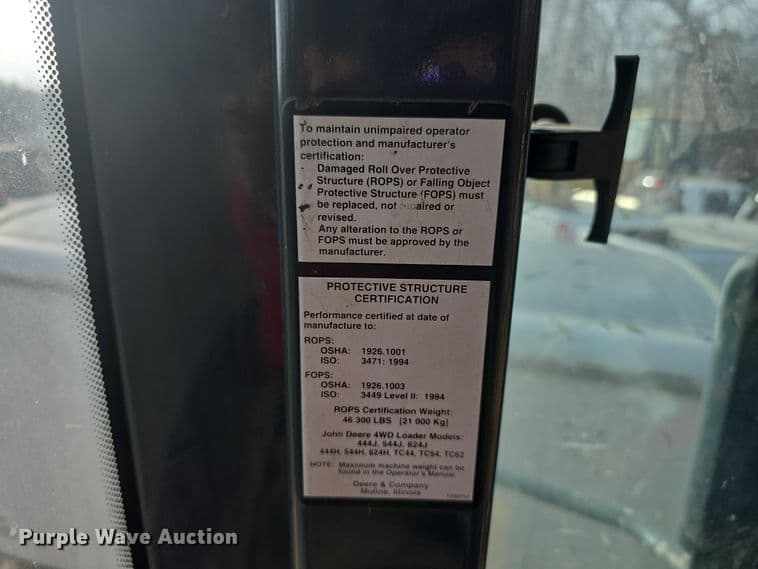 To maintain unimpaired operator
protection and manufacturer's
certification:
- Damaged Roll Over Protective
Structure (ROPS) or Falling Object
Protective Structure (FOPS) must
be replaced, not repaired or
revised.
- Any alteration to the ROPS or
FOPS must be approved by the
manufacturer.
PROTECTIVE STRUCTURE
CERTIFICATION
Performance certified at date of
manufacture to:
ROPS:
OSHA: 1926.1001
ISO: 3471: 1994
FOPS:
OSHA: 1926.1003
ISO: 3449 Level II: 1994
ROPS Certification Weight:
46 300 LBS [21 000 Kg]
John Deere 4WD Loader Models:
444J, 544J, 624J
444H, 544H, 624H, TC44, TC54, TC62
NOTE: Maximum machine weight can be
found in the Operator's Manual
Deere & Company
Moline, Illinois
Purple Wave Auction®